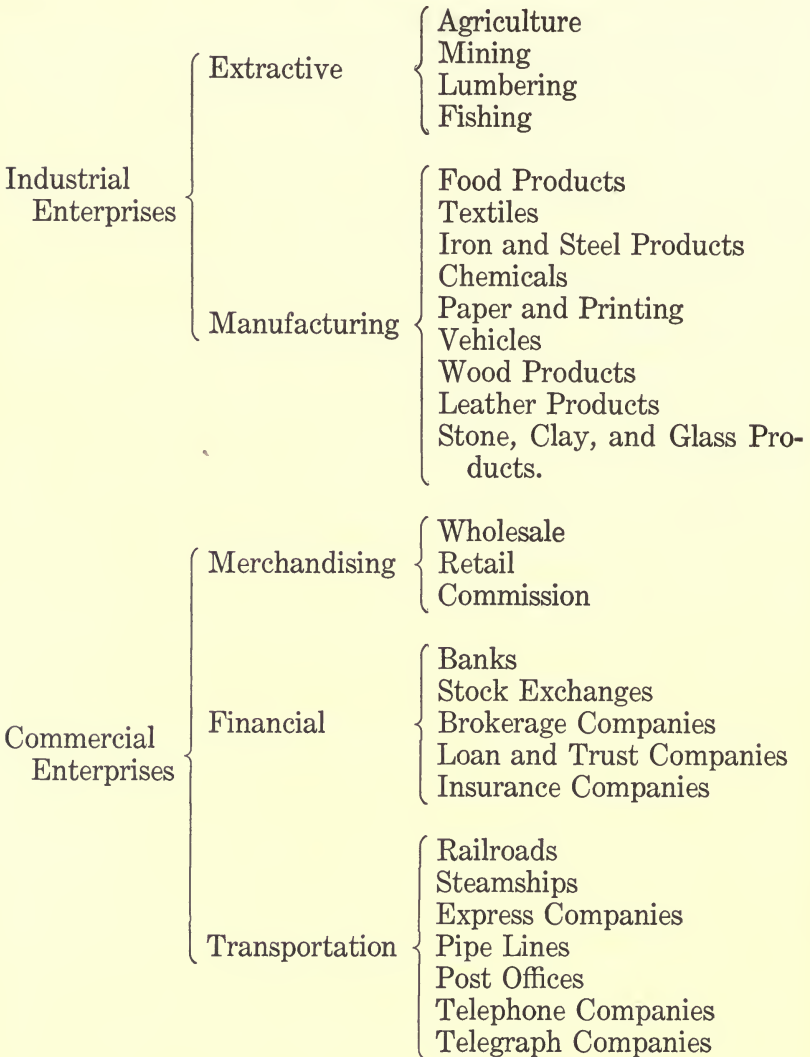 Industrial
Enterprises
Extractive
Agriculture
Mining
Lumbering
Fishing
Manufacturing
Food Products
Textiles
Iron and Steel Products
Chemicals
Paper and Printing
Vehicles
Wood Products
Leather Products
Stone, Clay, and Glass Pro-
ducts.
Commercial
Enterprises
Merchandising
Wholesale
Retail
Commission
Financial
Banks
Stock Exchanges
Brokerage Companies
Loan and Trust Companies
Insurance Companies
Transportation
Railroads
Steamships
Express Companies
Pipe Lines
Post Offices
Telephone Companies
Telegraph Companies